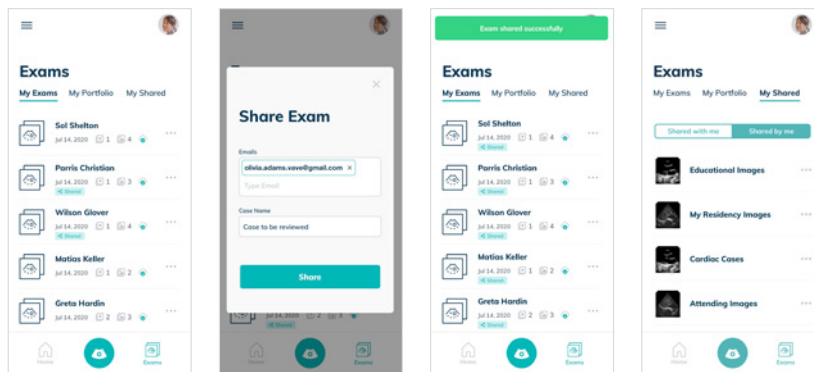 Exams
My Exams My Portfolio My Shared
Sol Shelton
Jul 14, 2020 1 4
Parris Christian
Jul 14, 2020 1 3
Shared
Wilson Glover
Jul 14, 2020 1 4
Shared
Matias Keller
Jul 14, 2020 1 2
Greta Hardin
Jul 14, 2020 2 3
Home Exams
Share Exam
Emails
olivia.adams.vave@gmail.com ×
Type Email
Case Name
Case to be reviewed
Share
Jul 14, 2020 2 3
Shared
Home Exams
Exam shared successfully
Exams
My Exams My Portfolio My Shared
Sol Shelton
Jul 14, 2020 1 4
Shared
Parris Christian
Jul 14, 2020 1 3
Shared
Wilson Glover
Jul 14, 2020 1 4
Shared
Matias Keller
Jul 14, 2020 1 2
Greta Hardin
Jul 14, 2020 2 3
Shared
Home Exams
Exams
My Exams My Portfolio My Shared
Shared with me Shared by me
Educational Images
My Residency Images
Cardiac Cases
Attending Images
Home Exams